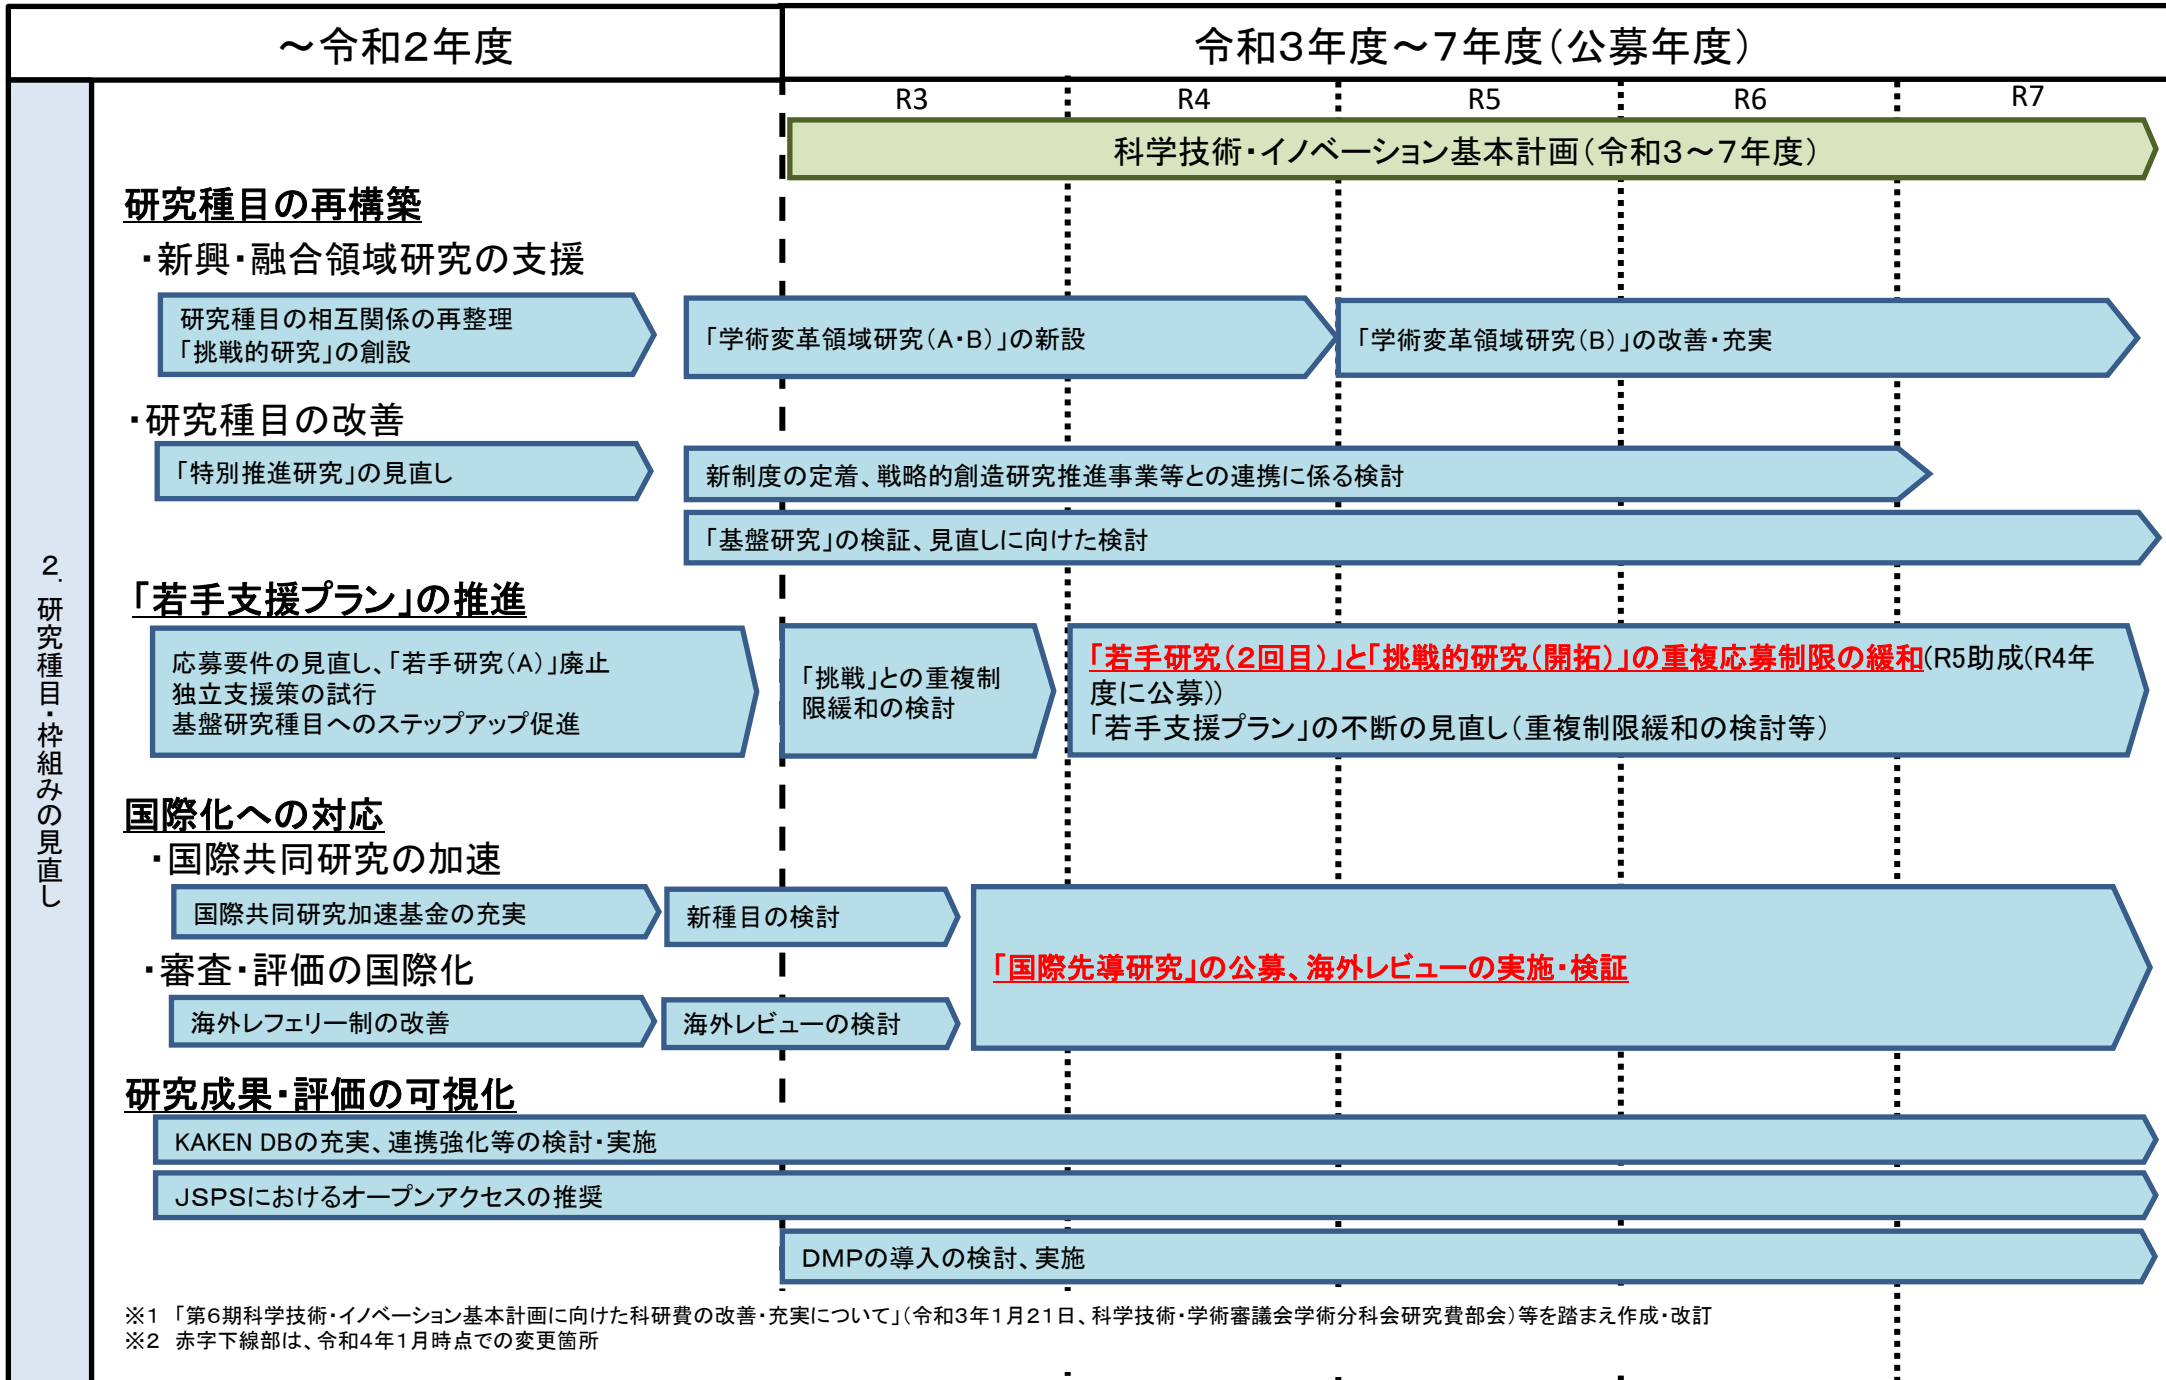 ～令和2年度
令和3年度～7年度（公募年度）
R3
R4
R5
R6
R7
科学技術・イノベーション基本計画（令和3～7年度）
2．研究種目・枠組みの見直し
研究種目の再構築
・新興・融合領域研究の支援
研究種目の相互関係の再整理
「挑戦的研究」の創設
「学術変革領域研究（A・B）」の新設
「学術変革領域研究（B）」の改善・充実
・研究種目の改善
「特別推進研究」の見直し
新制度の定着、戦略的創造研究推進事業等との連携に係る検討
「基盤研究」の検証、見直しに向けた検討
「若手支援プラン」の推進
応募要件の見直し、「若手研究（A）」廃止
独立支援策の試行
基盤研究種目へのステップアップ促進
「挑戦」との重複制
限緩和の検討
「若手研究（2回目）」と「挑戦的研究（開拓）」の重複応募制限の緩和(R5助成(R4年
度に公募))
「若手支援プラン」の不断の見直し（重複制限緩和の検討等）
国際化への対応
・国際共同研究の加速
国際共同研究加速基金の充実
新種目の検討
「国際先導研究」の公募、海外レビューの実施・検証
・審査・評価の国際化
海外レフェリー制の改善
海外レビューの検討
研究成果・評価の可視化
KAKEN DBの充実、連携強化等の検討・実施
JSPSにおけるオープンアクセスの推奨
DMPの導入の検討、実施
※1　「第6期科学技術・イノベーション基本計画に向けた科研費の改善・充実について」（令和3年1月21日、科学技術・学術審議会学術分科会研究費部会）等を踏まえ作成・改訂
※2　赤字下線部は、令和4年1月時点での変更箇所